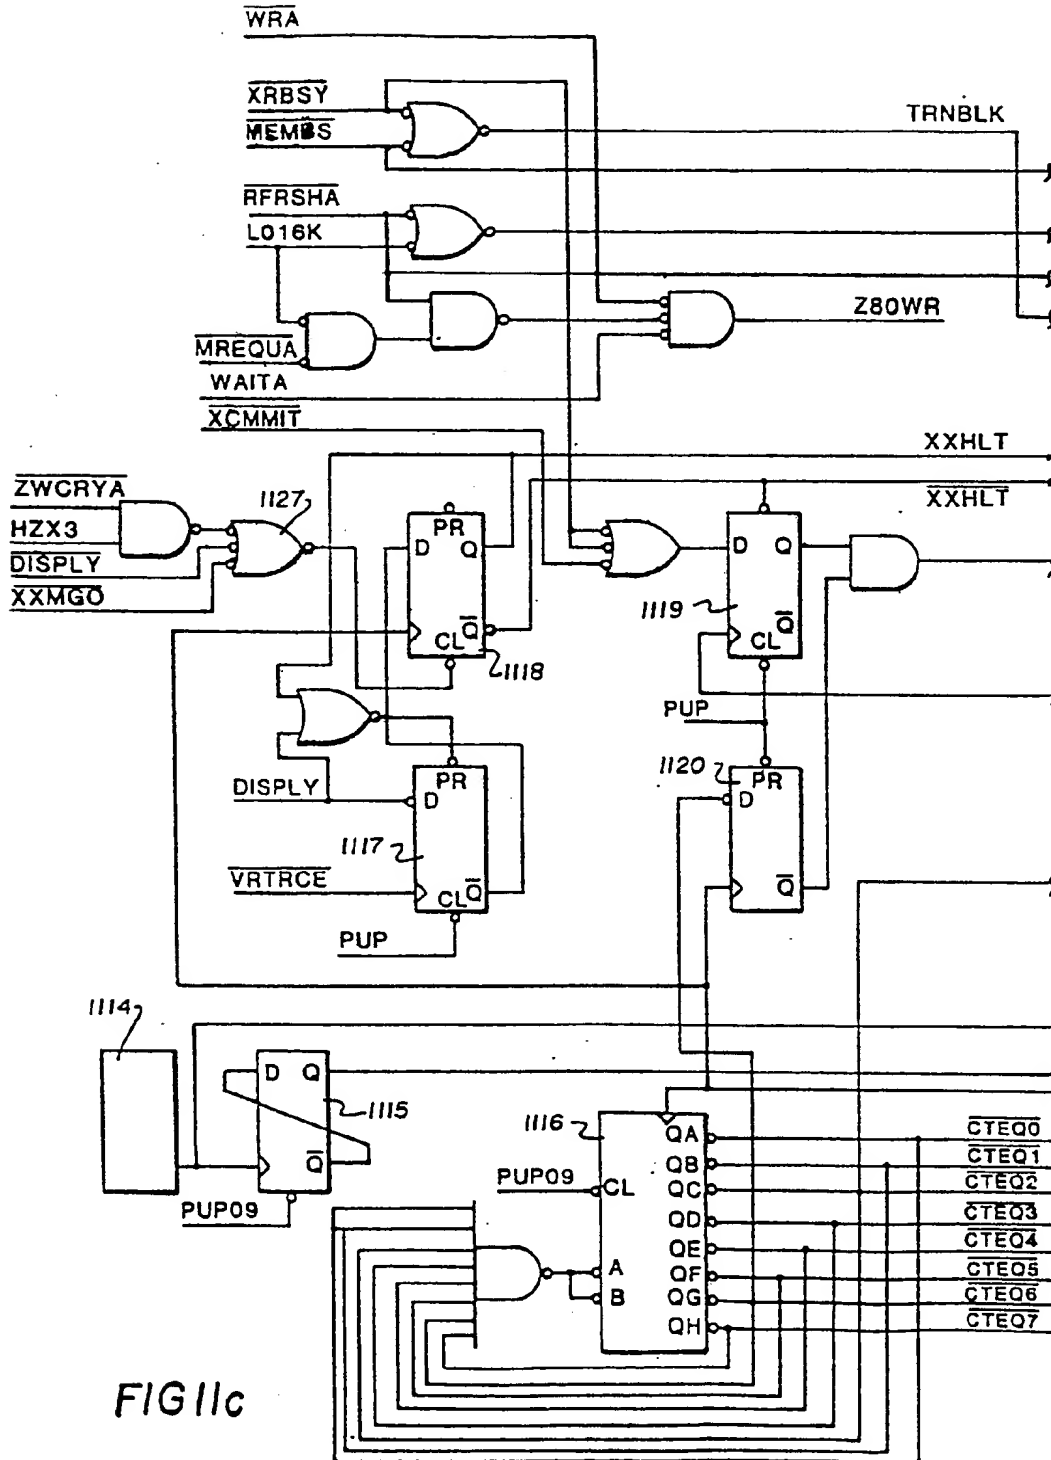 WRA
XRBSY
MEMBS
TRNBLK
RFRSHA
L016K
Z80WR
MREQUA
WAITA
XCMMIT
XXHLT
ZWCRYA
1127
XXHLT
HZX3
PR
D Q
D Q
DISPLY
XXMGO
1119
Q
Q
CL
1118
CL
PUP
PR
1120
PR
D
DISPLY
D
1117
VRTRCE
Q
Q
CL
PUP
1114
D Q
1115
1116
QA
CTEQ0
Q
QB
CTEQ1
PUP09
CL
QC
CTEQ2
PUP09
QD
CTEQ3
QE
CTEQ4
A
QF
CTEQ5
B
QG
CTEQ6
QH
CTEQ7
FIG 11c